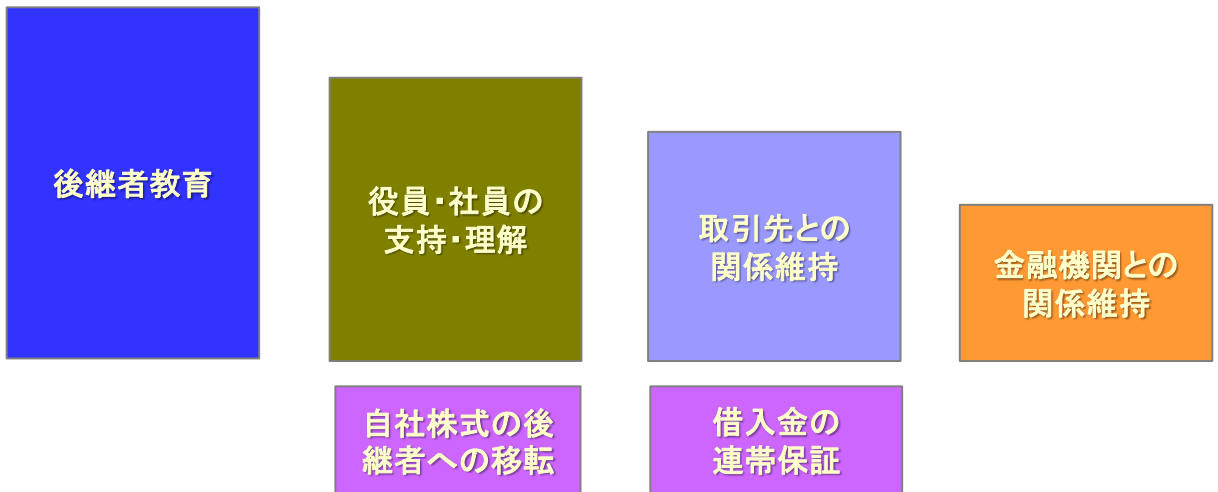 後継者教育
役員・社員の
支持・理解
取引先との
関係維持
金融機関との
関係維持
自社株式の後
継者への移転
借入金の
連帯保証